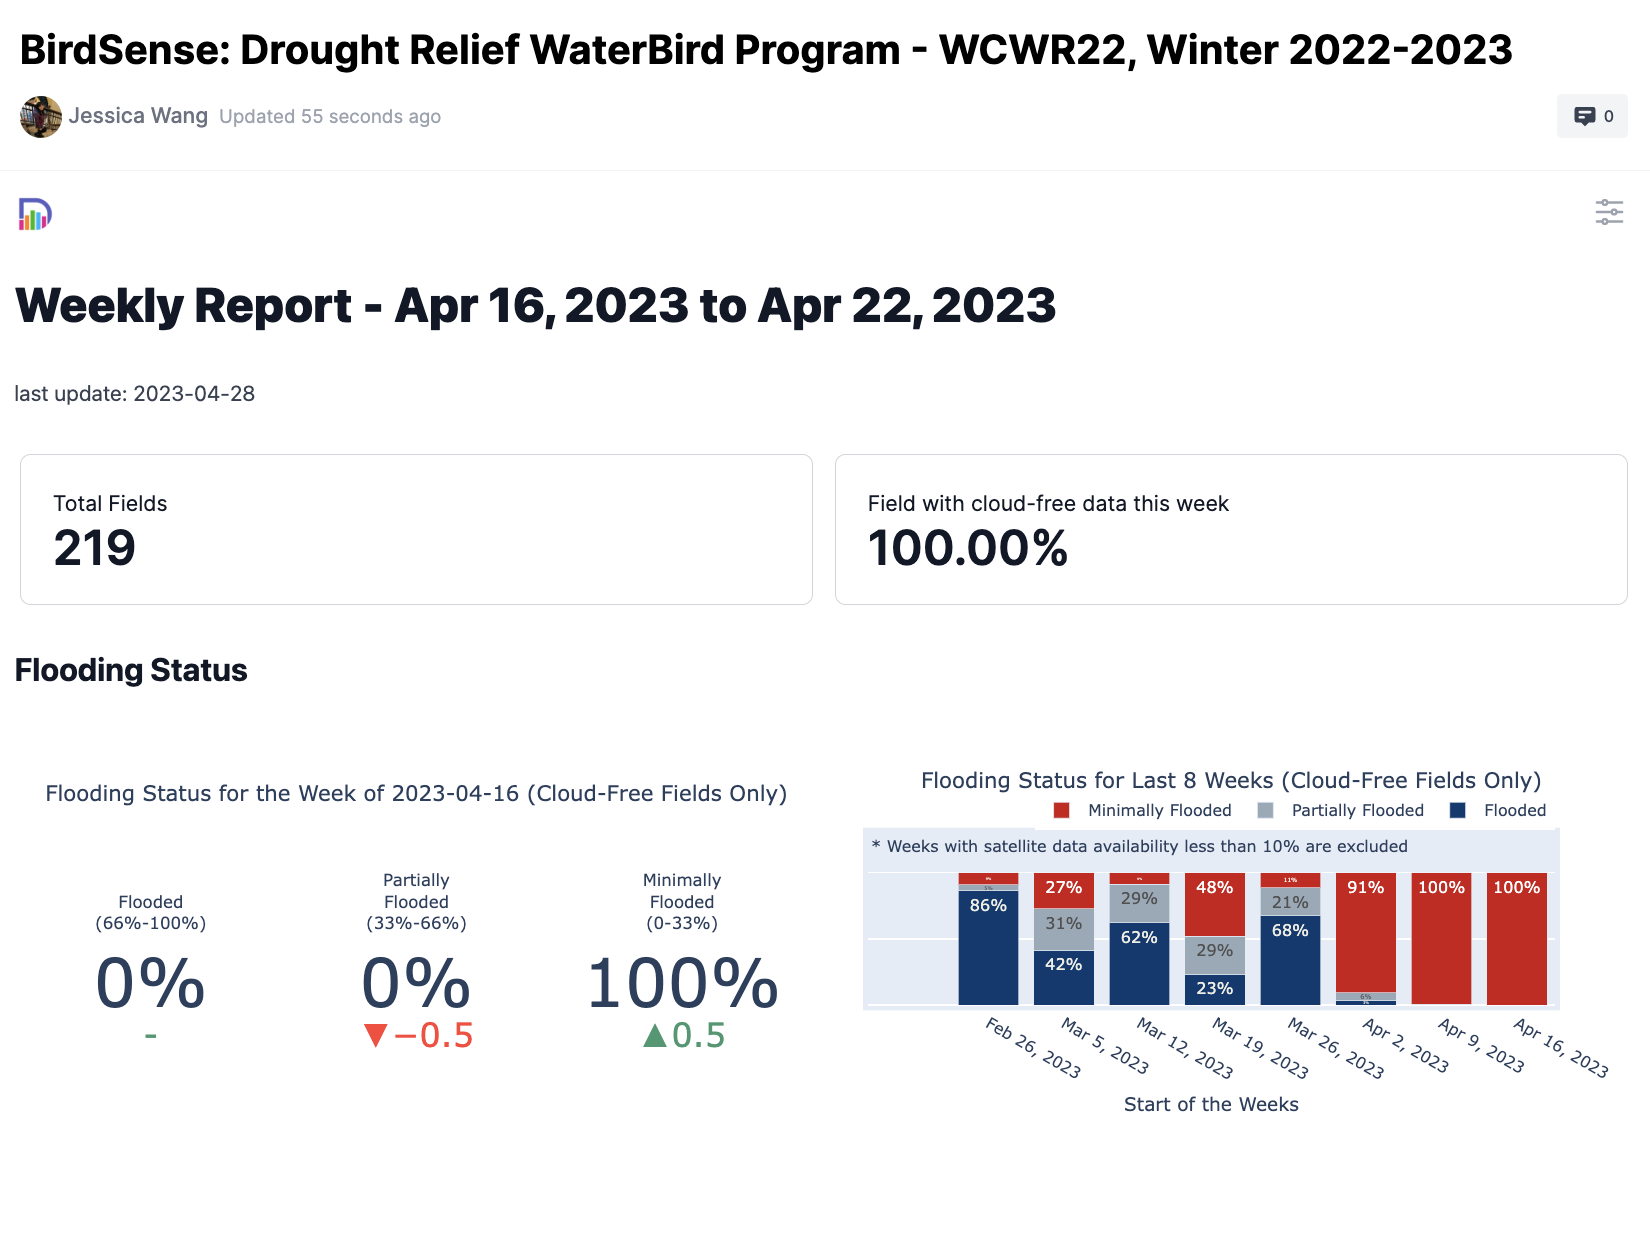 BirdSense: Drought Relief WaterBird Program - WCWR22, Winter 2022-2023
Jessica Wang Updated 55 seconds ago
0
Weekly Report - Apr 16, 2023 to Apr 22, 2023
last update: 2023-04-28
Total Fields
219
Field with cloud-free data this week
100.00%
Flooding Status
Flooding Status for the Week of 2023-04-16 (Cloud-Free Fields Only)
Flooded
(66%-100%)
0%
-
Partially
Flooded
(33%-66%)
0%
▼−0.5
Minimally
Flooded
(0-33%)
100%
▲0.5
Flooding Status for Last 8 Weeks (Cloud-Free Fields Only)
Minimally Flooded Partially Flooded Flooded
* Weeks with satellite data availability less than 10% are excluded
86%
27%
31%
42%
29%
62%
48%
29%
23%
11%
21%
68%
91%
6%
100%
100%
Feb 26, 2023
Mar 5, 2023
Mar 12, 2023
Mar 19, 2023
Mar 26, 2023
Apr 2, 2023
Apr 9, 2023
Apr 16, 2023
Start of the Weeks